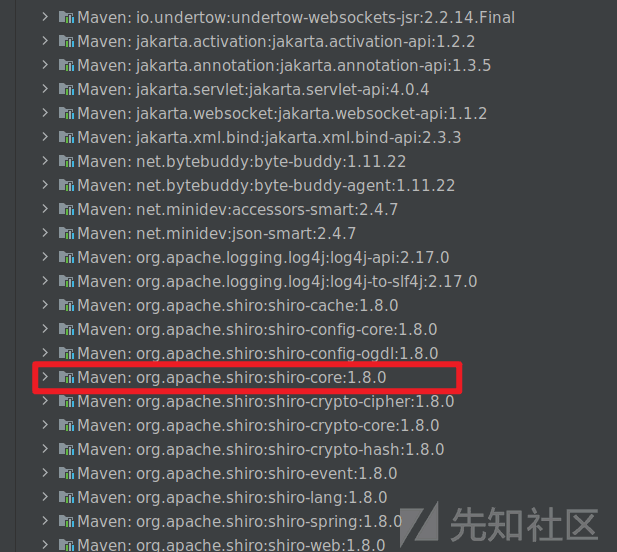 Maven: io.undertow:undertow-websockets-jsr:2.2.14.Final
Maven: jakarta.activation:jakarta.activation-api:1.2.2
Maven: jakarta.annotation:jakarta.annotation-api:1.3.5
Maven: jakarta.servlet:jakarta.servlet-api:4.0.4
Maven: jakarta.websocket:jakarta.websocket-api:1.1.2
Maven: jakarta.xml.bind:jakarta.xml.bind-api:2.3.3
Maven: net.bytebuddy:byte-buddy:1.11.22
Maven: net.bytebuddy:byte-buddy-agent:1.11.22
Maven: net.minidev:accessors-smart:2.4.7
Maven: net.minidev:json-smart:2.4.7
Maven: org.apache.logging.log4j:log4j-api:2.17.0
Maven: org.apache.logging.log4j:log4j-to-slf4j:2.17.0
Maven: org.apache.shiro:shiro-cache:1.8.0
Maven: org.apache.shiro:shiro-config-core:1.8.0
Maven: org.apache.shiro:shiro-config-ogdl:1.8.0
Maven: org.apache.shiro:shiro-core:1.8.0
Maven: org.apache.shiro:shiro-crypto-cipher:1.8.0
Maven: org.apache.shiro:shiro-crypto-core:1.8.0
Maven: org.apache.shiro:shiro-crypto-hash:1.8.0
Maven: org.apache.shiro:shiro-event:1.8.0
Maven: org.apache.shiro:shiro-lang:1.8.0
Maven: org.apache.shiro:shiro-spring:1.8.0
Maven: org.apache.shiro:shiro-web:1.8.0
先知社区